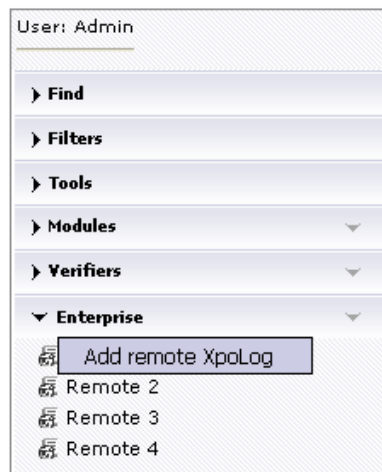 User: Admin
Find
Filters
Tools
Modules
Verifiers
Enterprise
Add remote XpoLog
Remote 2
Remote 3
Remote 4